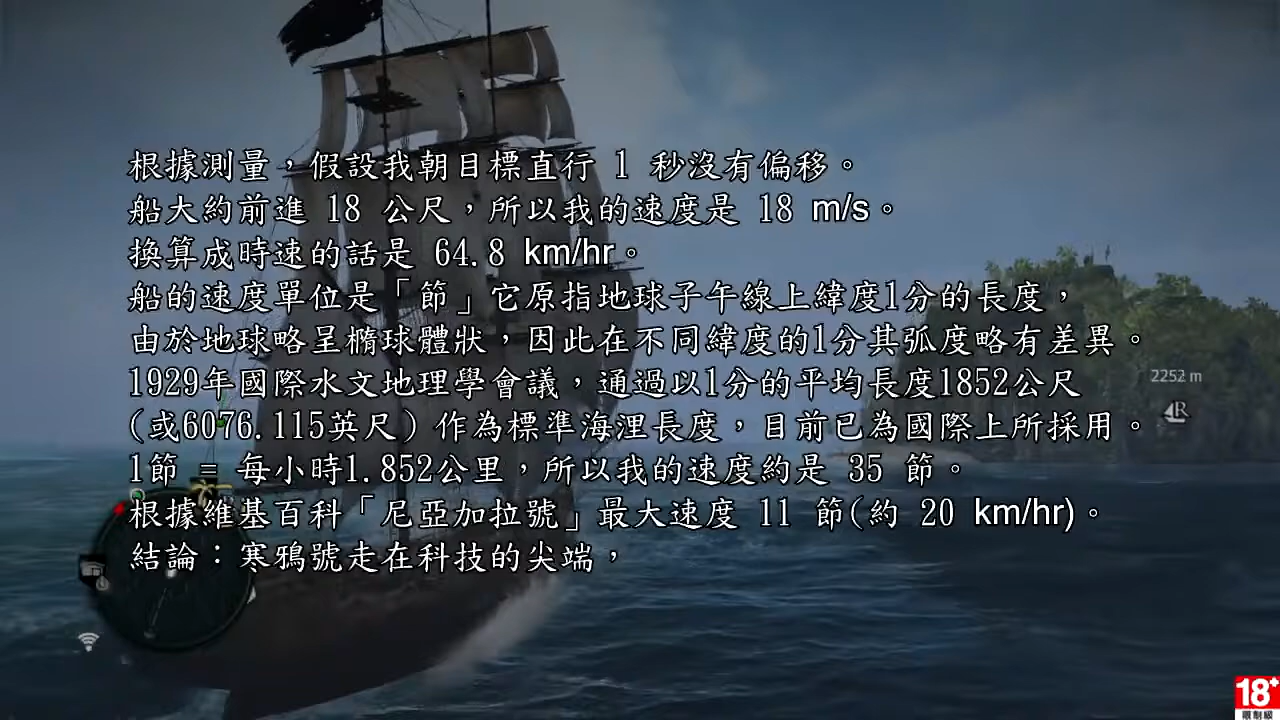 根據測量，假設我朝目標直行 1 秒沒有偏移。
船大約前進 18 公尺，所以我的速度是 18 m/s。
換算成時速的話是 64.8 km/hr。
船的速度單位是「節」它原指地球子午線上緯度1分的長度，
由於地球略呈橢球體狀，因此在不同緯度的1分其弧度略有差異。
1929年國際水文地理學會議，通過以1分的平均長度1852公尺
(或6076.115英尺) 作為標準海浬長度，目前已為國際上所採用。
1節 = 每小時1.852公里，所以我的速度約是 35 節。
根據維基百科「尼亞加拉號」最大速度 11 節(約 20 km/hr)。
結論：寒鴉號走在科技的尖端，
2252 m
18+
限制級